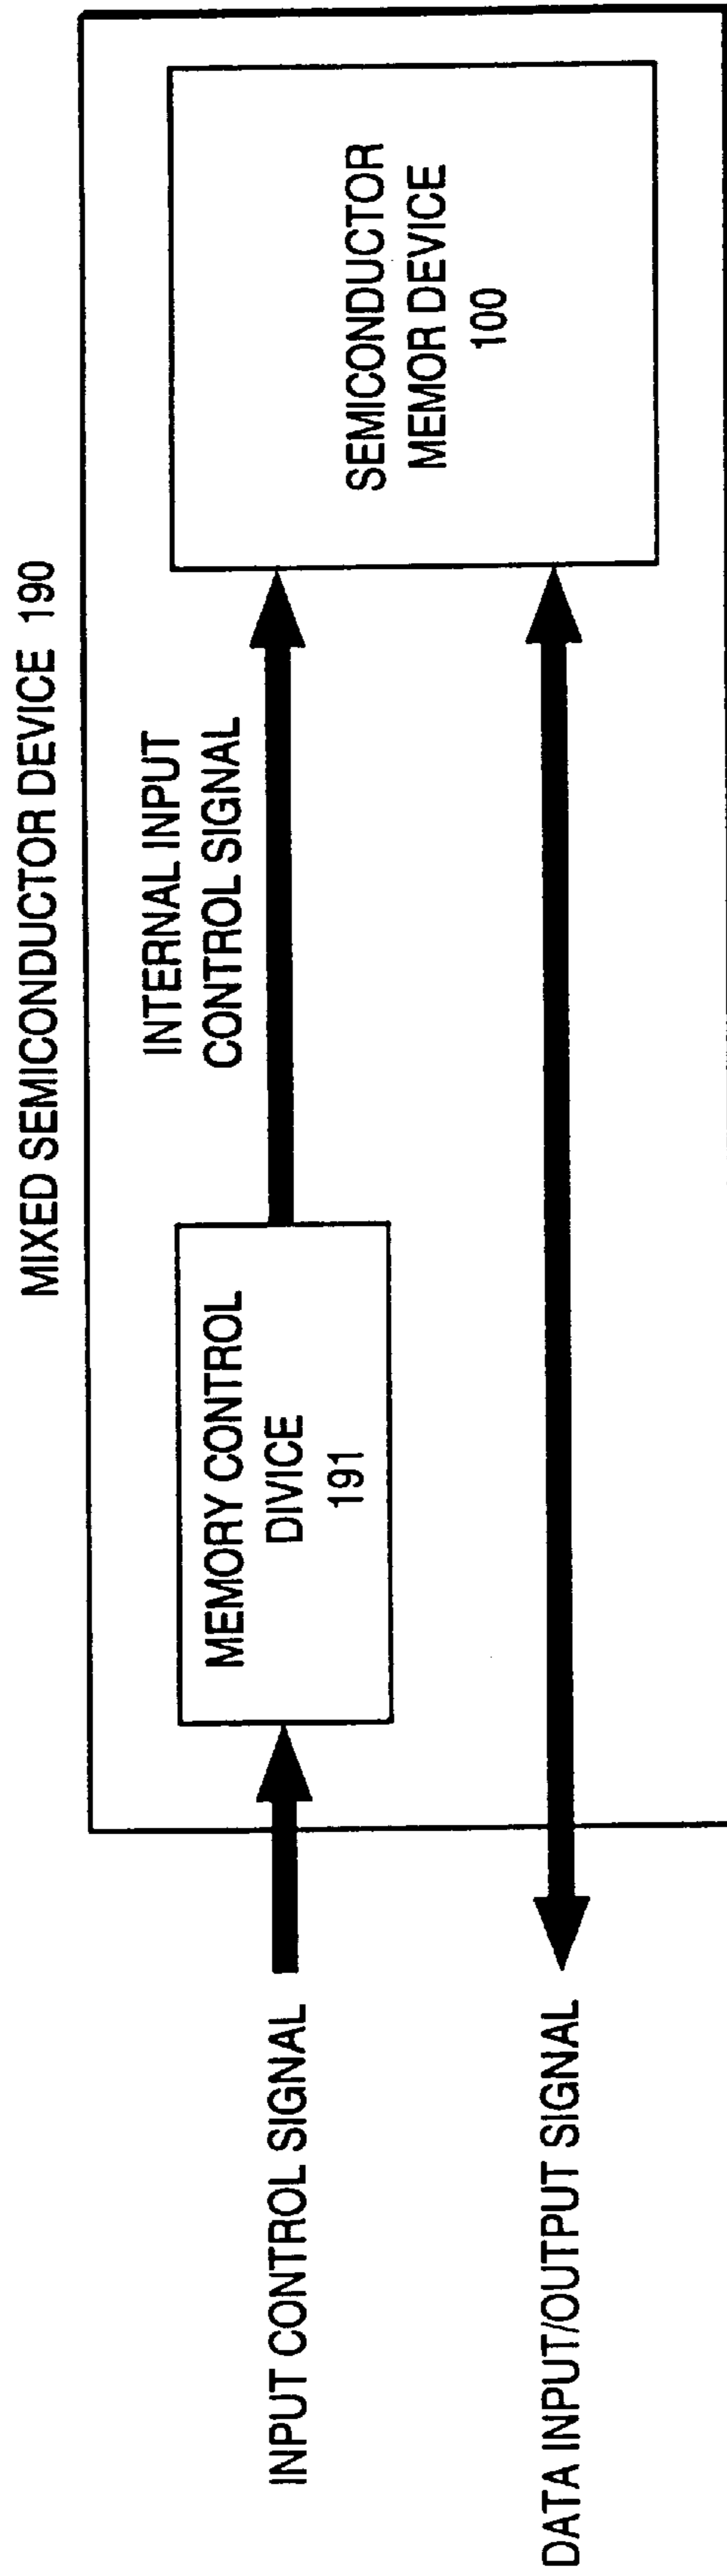 MIXED SEMICONDUCTOR DEVICE 190
INPUT CONTROL SIGNAL
MEMORY CONTROL
DIVICE
191
INTERNAL INPUT
CONTROL SIGNAL
SEMICONDUCTOR
MEMOR DEVICE
100
DATA INPUT/OUTPUT SIGNAL